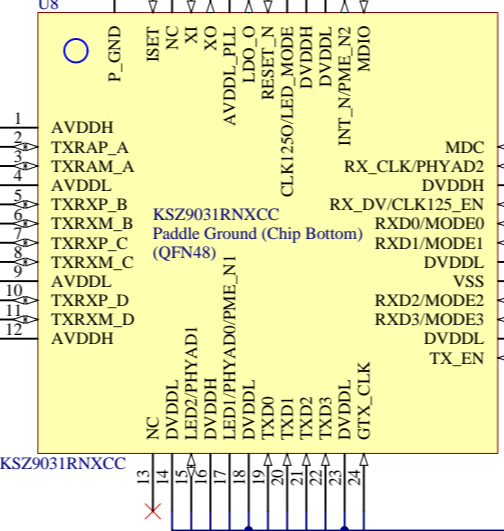 U8
P_GND
ISET
NC
XI
XO
AVDDL_PLL
LDO_O
RESET_N
CLK125O/LED_MODE
DVDDH
DVDDL
INT_N/PME_N2
MDIO
1 AVDDH
2 TXRAP_A
3 TXRAM_A
4 AVDDL
5 TXRXP_B
6 TXRXM_B
7 TXRXP_C
8 TXRXM_C
9 AVDDL
10 TXRXP_D
11 TXRXM_D
12 AVDDH
KSZ9031RNXCC
Paddle Ground (Chip Bottom)
(QFN48)
MDC
RX_CLK/PHYAD2
DVDDH
RX_DV/CLK125_EN
RXD0/MODE0
RXD1/MODE1
DVDDL
VSS
RXD2/MODE2
RXD3/MODE3
DVDDL
TX_EN
NC 13
DVDDL 14
LED2/PHYAD1 15
DVDDH 16
LED1/PHYAD0/PME_N1 17
DVDDL 18
TXD0 19
TXD1 20
TXD2 21
TXD3 22
DVDDL 23
GTX_CLK 24
KSZ9031RNXCC